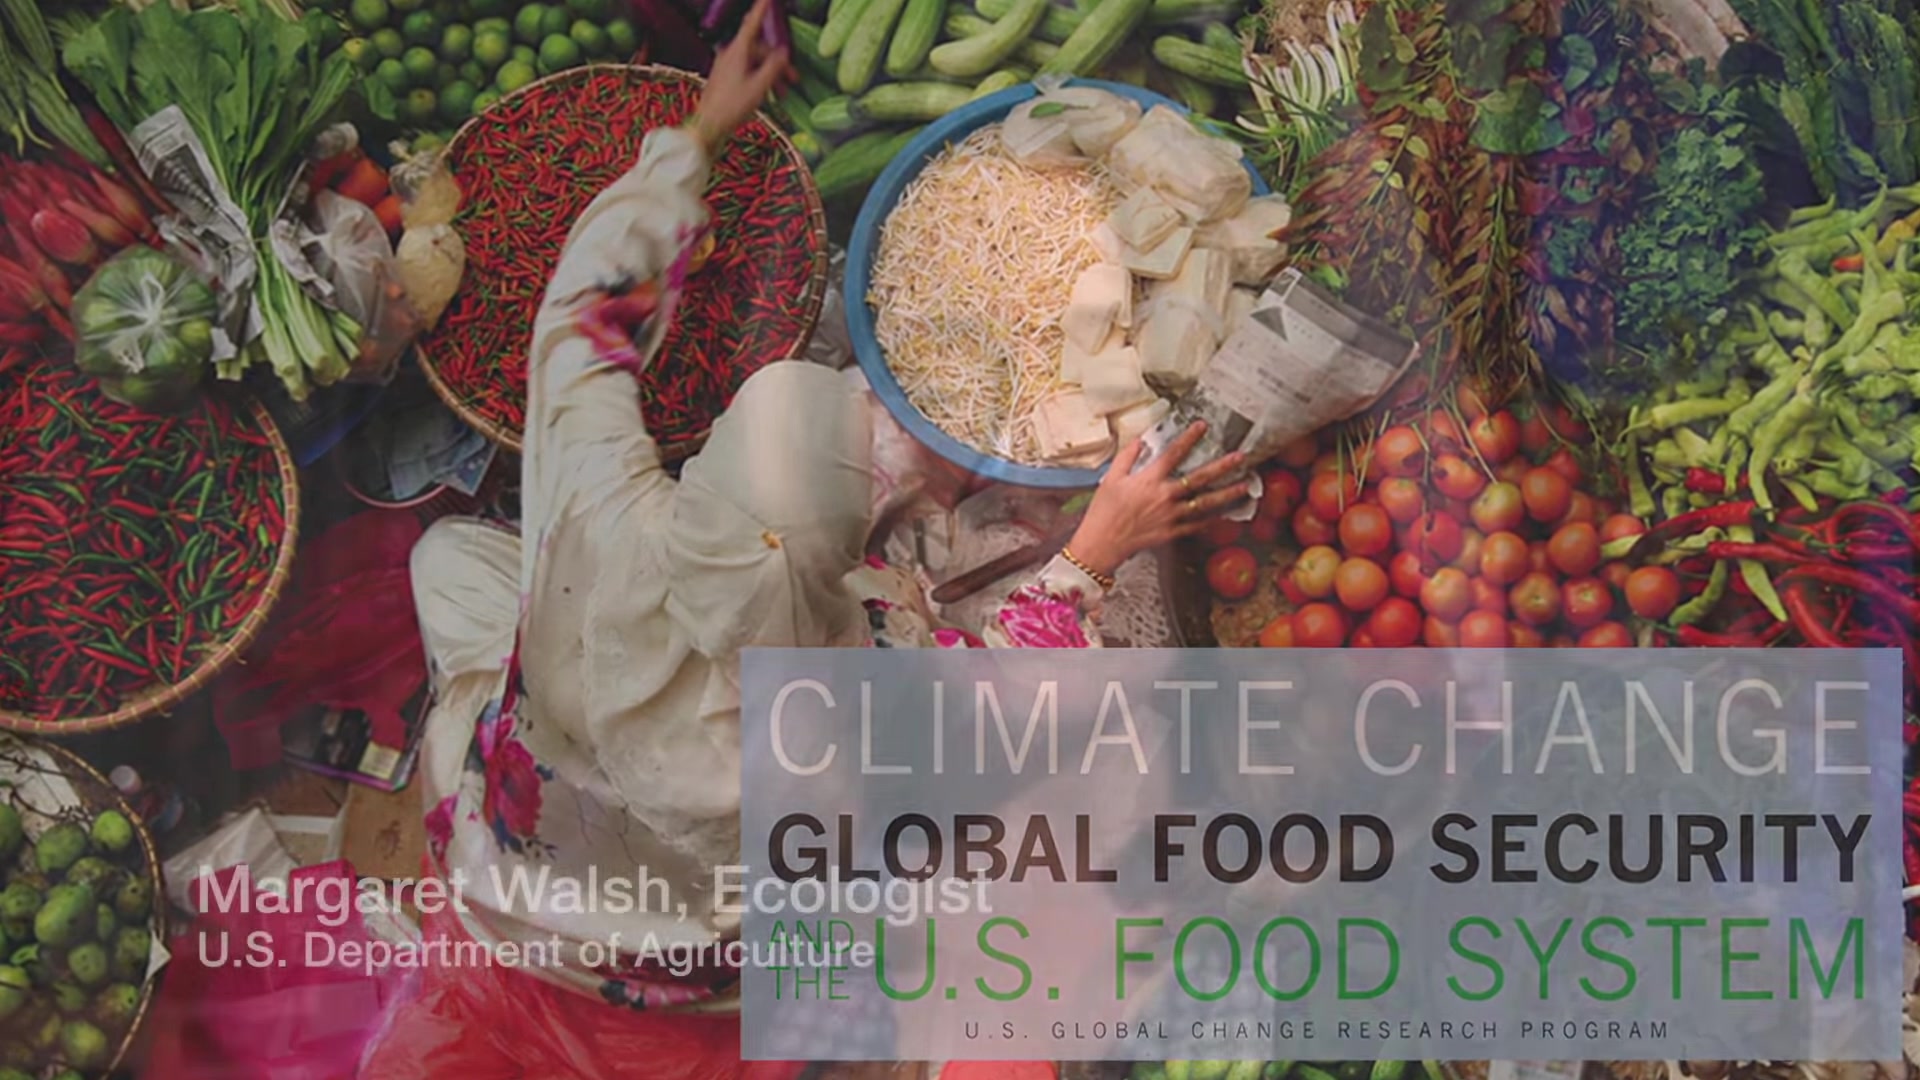 CLIMATE CHANGE
GLOBAL FOOD SECURITY
AND THE U.S. FOOD SYSTEM
U.S. GLOBAL CHANGE RESEARCH PROGRAM
Margaret Walsh, Ecologist
U.S. Department of Agriculture